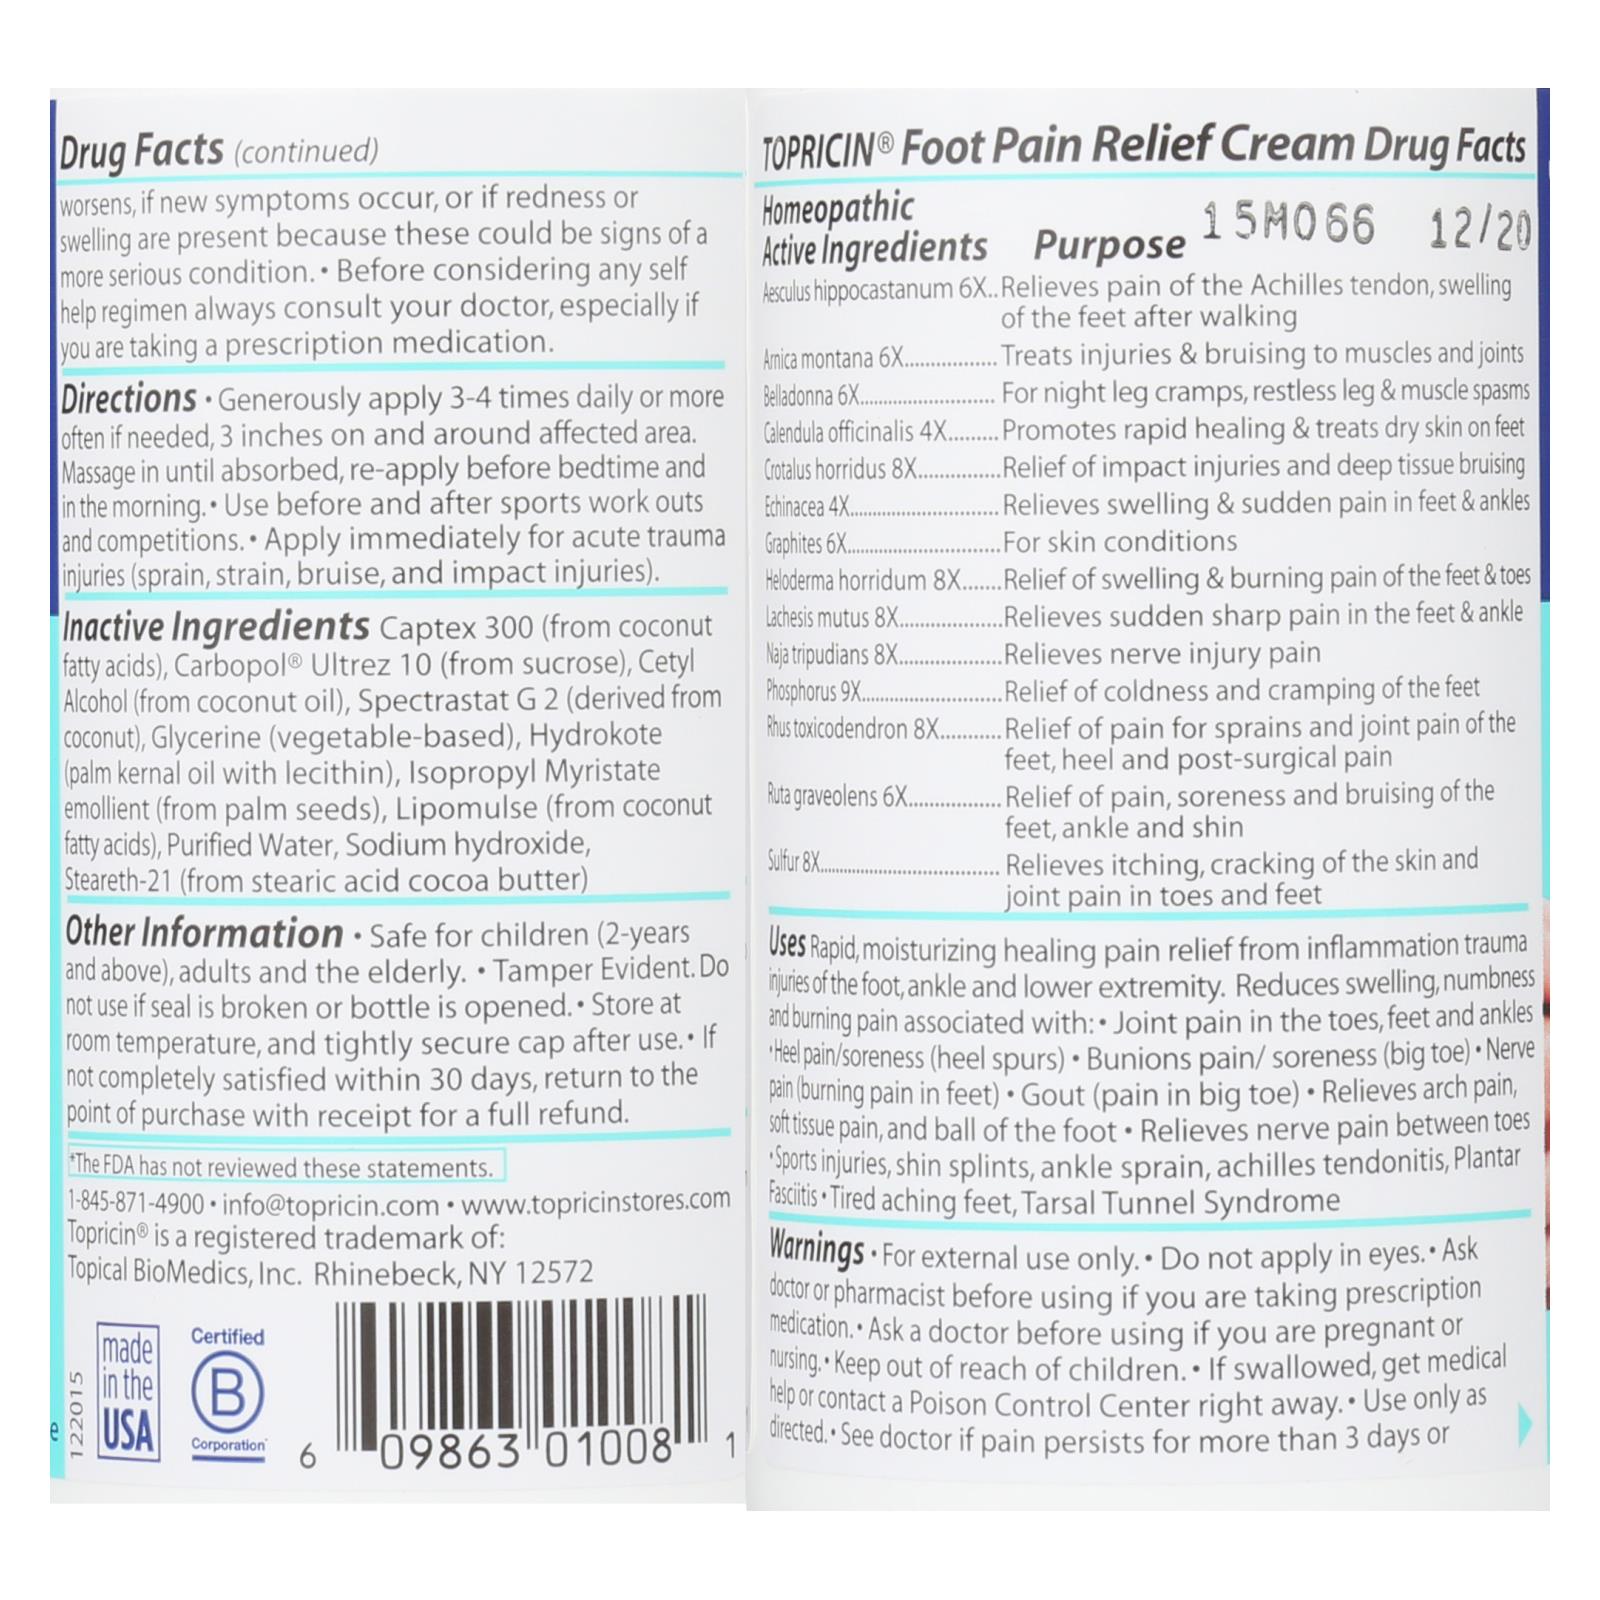 TOPRICIN® Foot Pain Relief Cream Drug Facts
Homeopathic
Active Ingredients Purpose 15M066 12/20
Aesculus hippocastanum 6X..Relieves pain of the Achilles tendon, swelling
of the feet after walking
Arnica montana 6X................Treats injuries & bruising to muscles and joints
Belladonna 6X........................ For night leg cramps, restless leg & muscle spasms
Calendula officinalis 4X.........Promotes rapid healing & treats dry skin on feet
Crotalus horridus 8X..............Relief of impact injuries and deep tissue bruising
Echinacea 4X..........................Relieves swelling & sudden pain in feet & ankles
Graphites 6X...........................For skin conditions
Heloderma horridum 8X.......Relief of swelling & burning pain of the feet & toes
Lachesis mutus 8X..................Relieves sudden sharp pain in the feet & ankle
Naja tripudians 8X..................Relieves nerve injury pain
Phosphorus 9X.........................Relief of coldness and cramping of the feet
Rhus toxicodendron 8X...........Relief of pain for sprains and joint pain of the
feet, heel and post-surgical pain
Ruta graveolens 6X................. Relief of pain, soreness and bruising of the
feet, ankle and shin
Sulfur 8X................................ Relieves itching, cracking of the skin and
joint pain in toes and feet
Uses Rapid, moisturizing healing pain relief from inflammation trauma
injuries of the foot, ankle and lower extremity. Reduces swelling, numbness
and burning pain associated with: • Joint pain in the toes, feet and ankles
•Heel pain/soreness (heel spurs) • Bunions pain/ soreness (big toe) • Nerve
pain (burning pain in feet) • Gout (pain in big toe) • Relieves arch pain,
soft tissue pain, and ball of the foot • Relieves nerve pain between toes
•Sports injuries, shin splints, ankle sprain, achilles tendonitis, Plantar
Fasciitis • Tired aching feet, Tarsal Tunnel Syndrome
Warnings • For external use only. • Do not apply in eyes. • Ask
doctor or pharmacist before using if you are taking prescription
medication. • Ask a doctor before using if you are pregnant or
nursing. • Keep out of reach of children. • If swallowed, get medical
help or contact a Poison Control Center right away. • Use only as
directed. • See doctor if pain persists for more than 3 days or
Drug Facts (continued)
worsens, if new symptoms occur, or if redness or
swelling are present because these could be signs of a
more serious condition. • Before considering any self
help regimen always consult your doctor, especially if
you are taking a prescription medication.
Directions • Generously apply 3-4 times daily or more
often if needed, 3 inches on and around affected area.
Massage in until absorbed, re-apply before bedtime and
in the morning. • Use before and after sports work outs
and competitions. • Apply immediately for acute trauma
injuries (sprain, strain, bruise, and impact injuries).
Inactive Ingredients Captex 300 (from coconut
fatty acids), Carbopol® Ultrez 10 (from sucrose), Cetyl
Alcohol (from coconut oil), Spectrastat G 2 (derived from
coconut), Glycerine (vegetable-based), Hydrokote
(palm kernal oil with lecithin), Isopropyl Myristate
emollient (from palm seeds), Lipomulse (from coconut
fatty acids), Purified Water, Sodium hydroxide,
Steareth-21 (from stearic acid cocoa butter)
Other Information • Safe for children (2-years
and above), adults and the elderly. • Tamper Evident. Do
not use if seal is broken or bottle is opened. • Store at
room temperature, and tightly secure cap after use. • If
not completely satisfied within 30 days, return to the
point of purchase with receipt for a full refund.
*The FDA has not reviewed these statements.
1-845-871-4900 • info@topricin.com • www.topricinstores.com
Topricin® is a registered trademark of:
Topical BioMedics, Inc. Rhinebeck, NY 12572
122015
made
in the
USA
Certified
B
Corporation
6 09863 01008 1